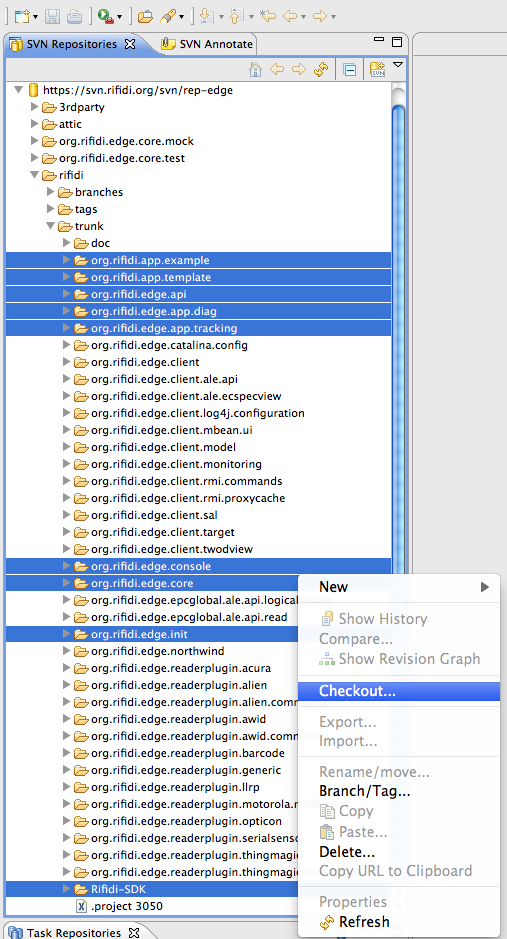 SVN Repositories
SVN Annotate
SVN
https://svn.rifidi.org/svn/rep-edge
3rdparty
attic
org.rifidi.edge.core.mock
org.rifidi.edge.core.test
rifidi
branches
tags
trunk
doc
org.rifidi.app.example
org.rifidi.app.template
org.rifidi.edge.api
org.rifidi.edge.app.diag
org.rifidi.edge.app.tracking
org.rifidi.edge.catalina.config
org.rifidi.edge.client
org.rifidi.edge.client.ale.api
org.rifidi.edge.client.ale.ecspecview
org.rifidi.edge.client.log4j.configuration
org.rifidi.edge.client.mbean.ui
org.rifidi.edge.client.model
org.rifidi.edge.client.monitoring
org.rifidi.edge.client.rmi.commands
org.rifidi.edge.client.rmi.proxycache
org.rifidi.edge.client.sal
org.rifidi.edge.client.target
org.rifidi.edge.client.twodview
org.rifidi.edge.console
org.rifidi.edge.core
org.rifidi.edge.epcglobal.ale.api.logical
org.rifidi.edge.epcglobal.ale.api.read
org.rifidi.edge.init
org.rifidi.edge.northwind
org.rifidi.edge.readerplugin.acura
org.rifidi.edge.readerplugin.alien
org.rifidi.edge.readerplugin.alien.com
org.rifidi.edge.readerplugin.awid
org.rifidi.edge.readerplugin.awid.comm
org.rifidi.edge.readerplugin.barcode
org.rifidi.edge.readerplugin.generic
org.rifidi.edge.readerplugin.llrp
org.rifidi.edge.readerplugin.motorola.
org.rifidi.edge.readerplugin.opticon
org.rifidi.edge.readerplugin.serialsens
org.rifidi.edge.readerplugin.thingmagi
org.rifidi.edge.readerplugin.thingmagi
Rifidi-SDK
.project 3050
New
Show History
Compare...
Show Revision Graph
Checkout...
Export...
Import...
Rename/move...
Branch/Tag...
Copy
Paste...
Delete...
Copy URL to Clipboard
Properties
Refresh
Task Repositories